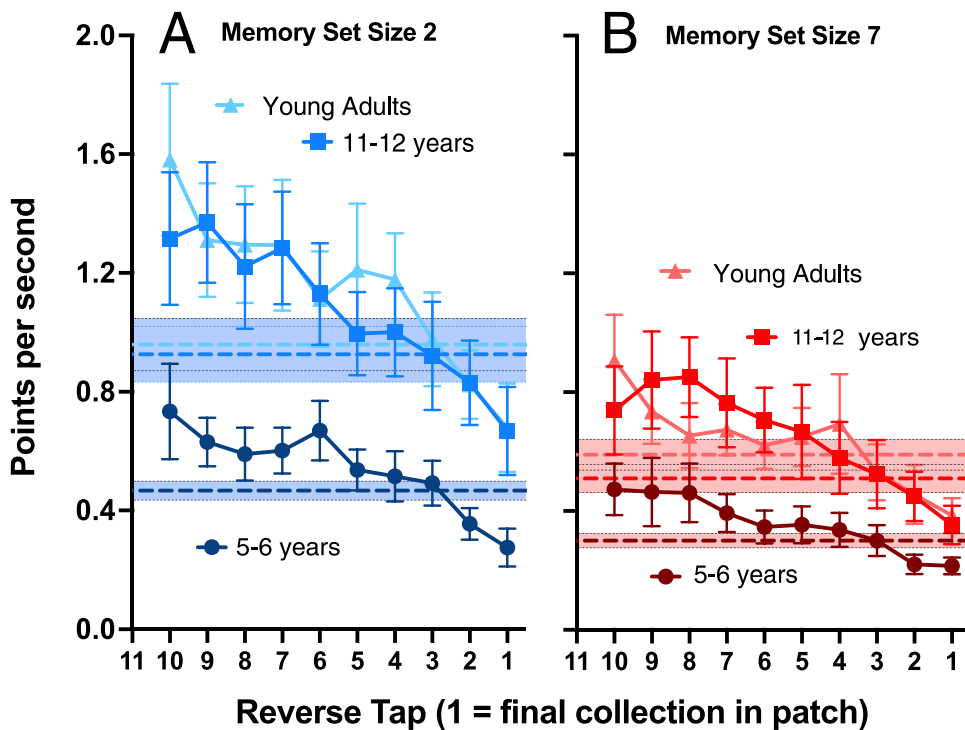 A Memory Set Size 2
B Memory Set Size 7
Points per second
2.0
1.6
1.2
0.8
0.4
0.0
Young Adults
11-12 years
5-6 years
Young Adults
11-12 years
5-6 years
11 10 9 8 7 6 5 4 3 2 1
11 10 9 8 7 6 5 4 3 2 1
Reverse Tap (1 = final collection in patch)